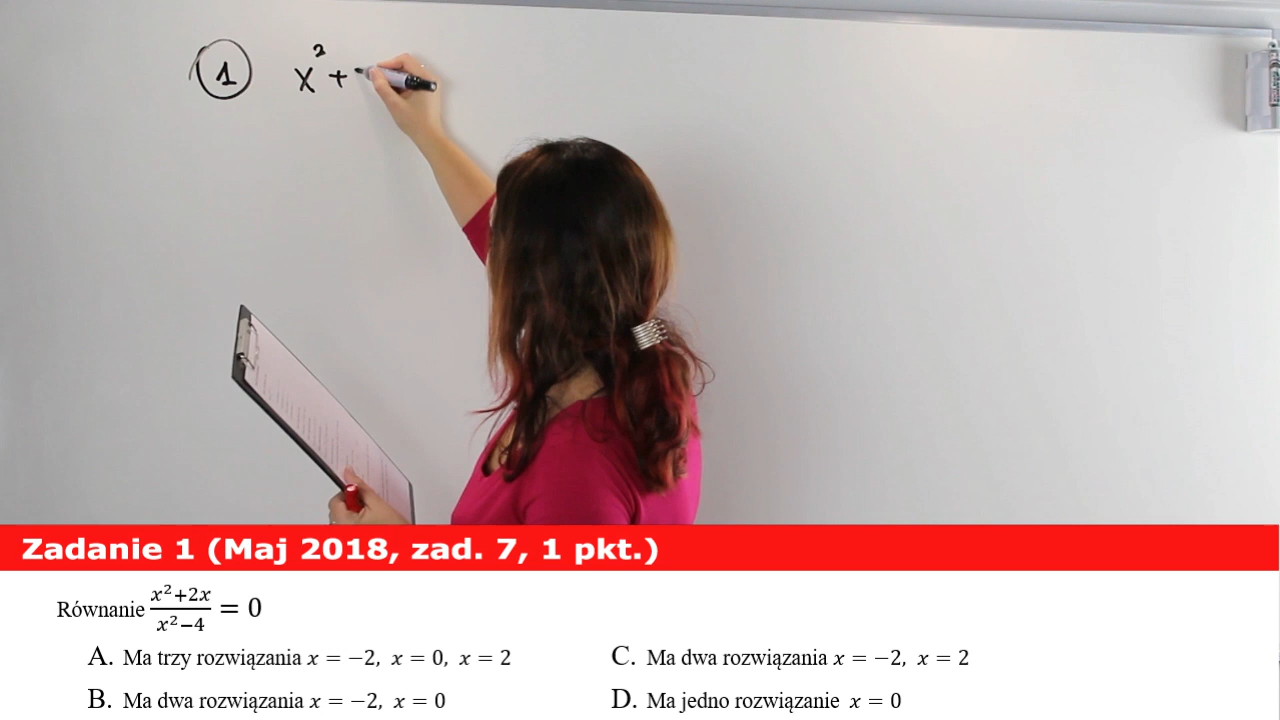 1 x² +
Zadanie 1 (Maj 2018, zad. 7, 1 pkt.)
Równanie (x²+2x)/(x²−4) = 0
A. Ma trzy rozwiązania x = −2, x = 0, x = 2
B. Ma dwa rozwiązania x = −2, x = 0
C. Ma dwa rozwiązania x = −2, x = 2
D. Ma jedno rozwiązanie x = 0